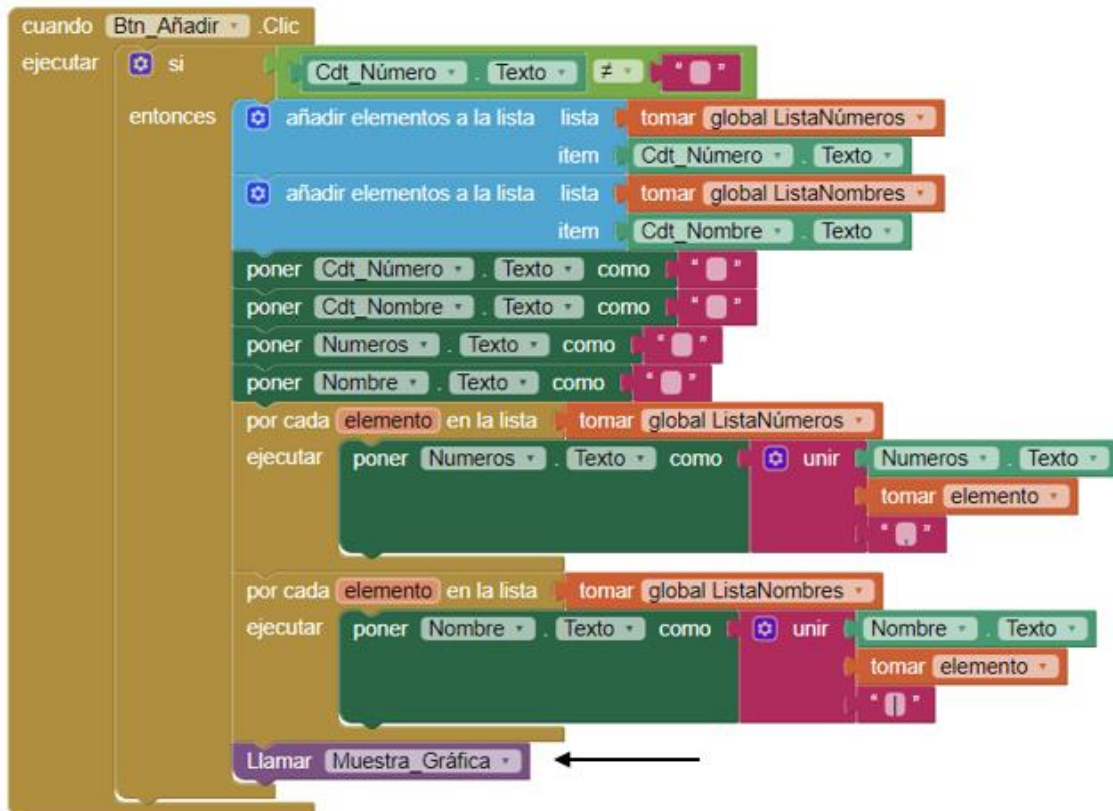 cuando Btn_Añadir .Clic
ejecutar si Cdt_Número . Texto ≠ " "
entonces añadir elementos a la lista lista tomar global ListaNúmeros
item Cdt_Número . Texto
añadir elementos a la lista lista tomar global ListaNombres
item Cdt_Nombre . Texto
poner Cdt_Número . Texto como " "
poner Cdt_Nombre . Texto como " "
poner Numeros . Texto como " "
poner Nombre . Texto como " "
por cada elemento en la lista tomar global ListaNúmeros
ejecutar poner Numeros . Texto como unir Numeros . Texto
tomar elemento
" , "
por cada elemento en la lista tomar global ListaNombres
ejecutar poner Nombre . Texto como unir Nombre . Texto
tomar elemento
" | "
Llamar Muestra_Gráfica